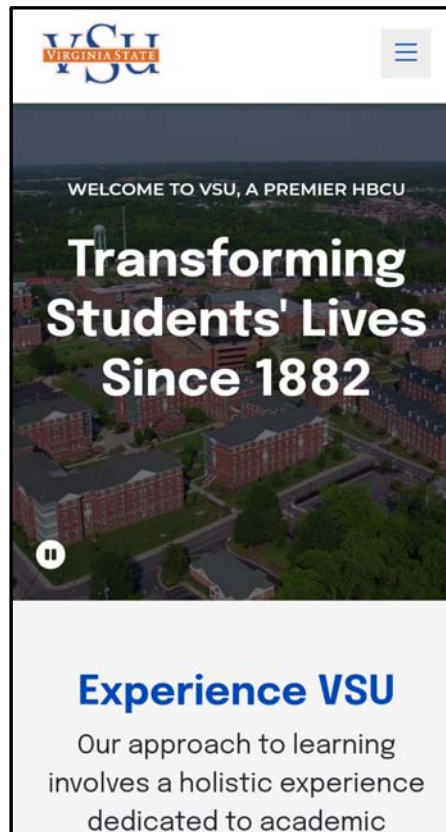 VSU
VIRGINIA STATE
WELCOME TO VSU, A PREMIER HBCU
Transforming
Students' Lives
Since 1882
Experience VSU
Our approach to learning
involves a holistic experience
dedicated to academic